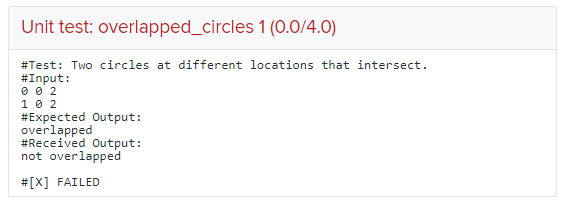 Unit test: overlapped_circles 1 (0.0/4.0)
#Test: Two circles at different locations that intersect.
#Input:
0 0 2
1 0 2
#Expected Output:
overlapped
#Received Output:
not overlapped
#[X] FAILED